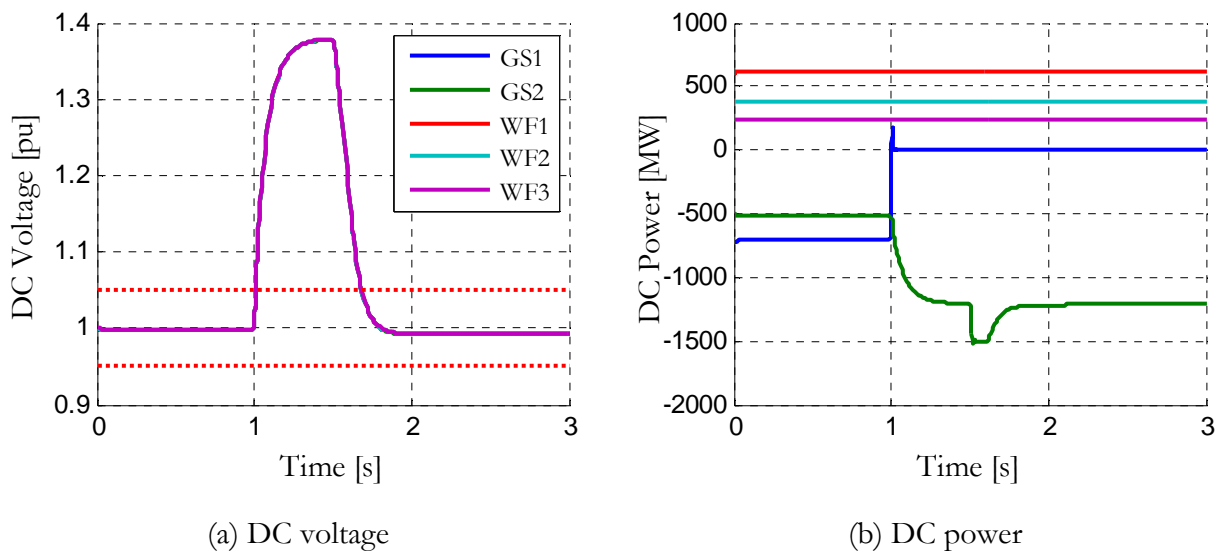 1.4
1.3
1.2
1.1
1
0.9
0
1
2
3
DC Voltage [pu]
Time [s]
GS1
GS2
WF1
WF2
WF3
(a) DC voltage
1000
500
0
-500
-1000
-1500
-2000
0
1
2
3
DC Power [MW]
Time [s]
(b) DC power